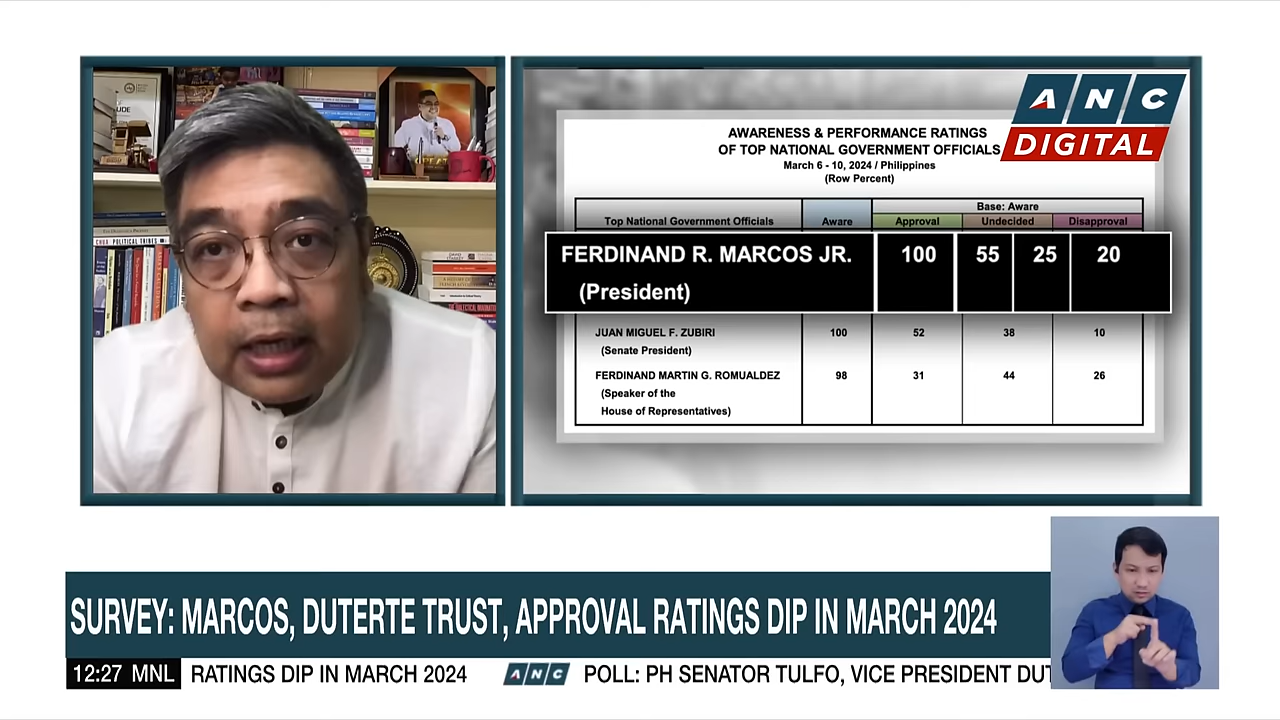 ANC
DIGITAL
AWARENESS & PERFORMANCE RATINGS
OF TOP NATIONAL GOVERNMENT OFFICIALS
March 6 - 10, 2024 / Philippines
(Row Percent)
Base: Aware
Top National Government Officials Aware Approval Undecided Disapproval
FERDINAND R. MARCOS JR. 100 55 25 20
(President)
JUAN MIGUEL F. ZUBIRI 100 52 38 10
(Senate President)
FERDINAND MARTIN G. ROMUALDEZ 98 31 44 26
(Speaker of the
House of Representatives)
POLITICAL TRIBES
SURVEY: MARCOS, DUTERTE TRUST, APPROVAL RATINGS DIP IN MARCH 2024
12:27 MNL RATINGS DIP IN MARCH 2024 ANC POLL: PH SENATOR TULFO, VICE PRESIDENT DUT